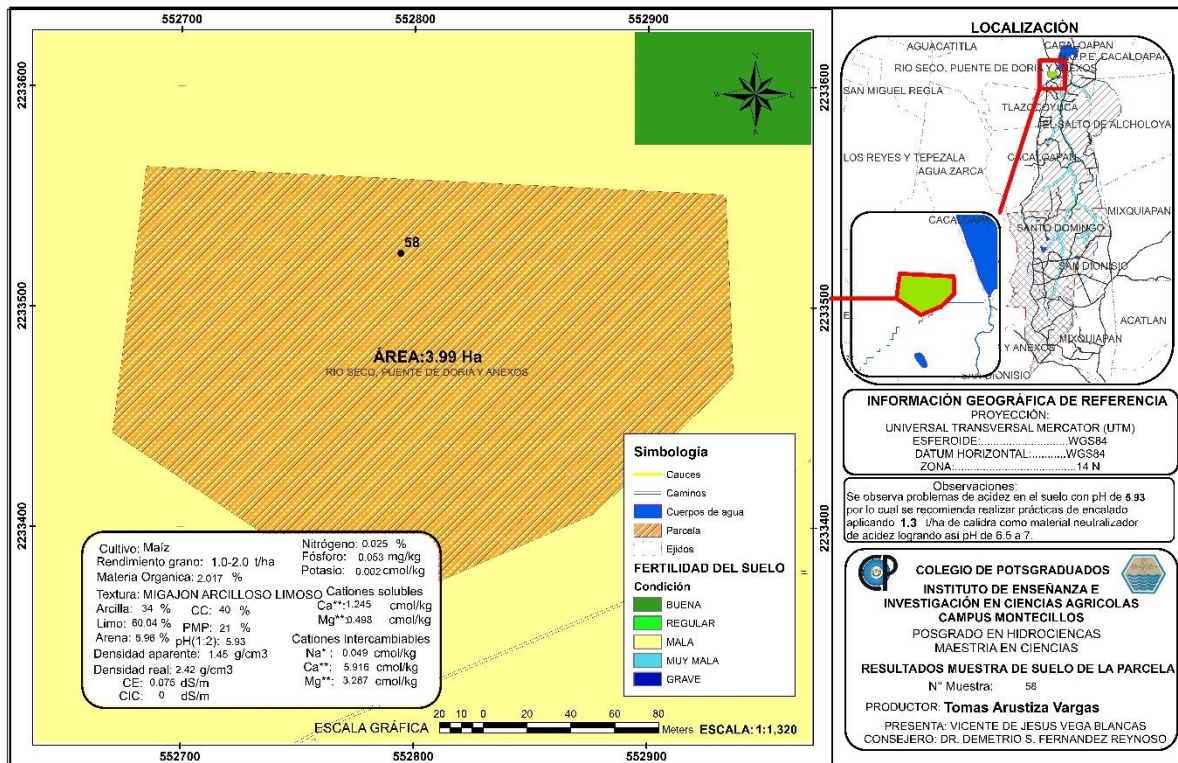 552700
552800
552900
2233600
2233500
2233400
2233600
2233500
2233400
552700
552800
552900
N
W
E
S
58
ÁREA:3.99 Ha
RIO SECO, PUENTE DE DORIA Y ANEXOS
Cultivo: Maíz
Rendimiento grano: 1.0-2.0 t/ha
Materia Organica: 2.017 %
Textura: MIGAJON ARCILLOSO LIMOSO
Arcilla: 34 % CC: 40 %
Limo: 60.04 % PMP: 21 %
Arena: 5.96 % pH(1:2): 5.93
Densidad aparente: 1.45 g/cm3
Densidad real: 2.42 g/cm3
CE: 0.075 dS/m
CIC: 0 dS/m
Nitrógeno: 0.025 %
Fósforo: 0.053 mg/kg
Potasio: 0.002 cmol/kg
Cationes solubles
Ca**: 1.245 cmol/kg
Mg**: 0.498 cmol/kg
Cationes Intercambiables
Na*: 0.049 cmol/kg
Ca**: 5.916 cmol/kg
Mg**: 3.287 cmol/kg
Simbología
Cauces
Caminos
Cuerpos de agua
Parcela
Ejidos
FERTILIDAD DEL SUELO
Condición
BUENA
REGULAR
MALA
MUY MALA
GRAVE
ESCALA GRÁFICA
20 10 0 20 40 60 80
Meters
ESCALA: 1:1,320
LOCALIZACIÓN
AGUACATITLA
CACALOAPAN
P.E. CACALOAPAN
RIO SECO, PUENTE DE DORIA Y ANEXOS
SAN MIGUEL REGLA
TLAZOCOYUCA
EL SALTO DE ALCHOLOYA
LOS REYES Y TEPEZALA
CACALOAPAN
AGUA ZARCA
MIXQUIAPAN
SANTO DOMINGO
SAN DIONISIO
ACATLAN
MIXQUIAPAN
Y ANEXOS
SAN DIONISIO
INFORMACIÓN GEOGRÁFICA DE REFERENCIA
PROYECCIÓN:
UNIVERSAL TRANSVERSAL MERCATOR (UTM)
ESFEROIDE:.....................WGS84
DATUM HORIZONTAL:...........WGS84
ZONA:.....................................14 N
Observaciones:
Se observa problemas de acidez en el suelo con pH de 5.93
por lo cual se recomienda realizar prácticas de encalado
aplicando 1.3 t/ha de calidra como material neutralizador
de acidez logrando así pH de 6.5 a 7.
CP
COLEGIO DE POTSGRADUADOS
INSTITUTO DE ENSEÑANZA E
INVESTIGACIÓN EN CIENCIAS AGRICOLAS
CAMPUS MONTECILLOS
POSGRADO EN HIDROCIENCAS
MAESTRIA EN CIENCIAS
RESULTADOS MUESTRA DE SUELO DE LA PARCELA
N° Muestra: 58
PRODUCTOR: Tomas Arustiza Vargas
PRESENTA: VICENTE DE JESUS VEGA BLANCAS
CONSEJERO: DR. DEMETRIO S. FERNANDEZ REYNOSO